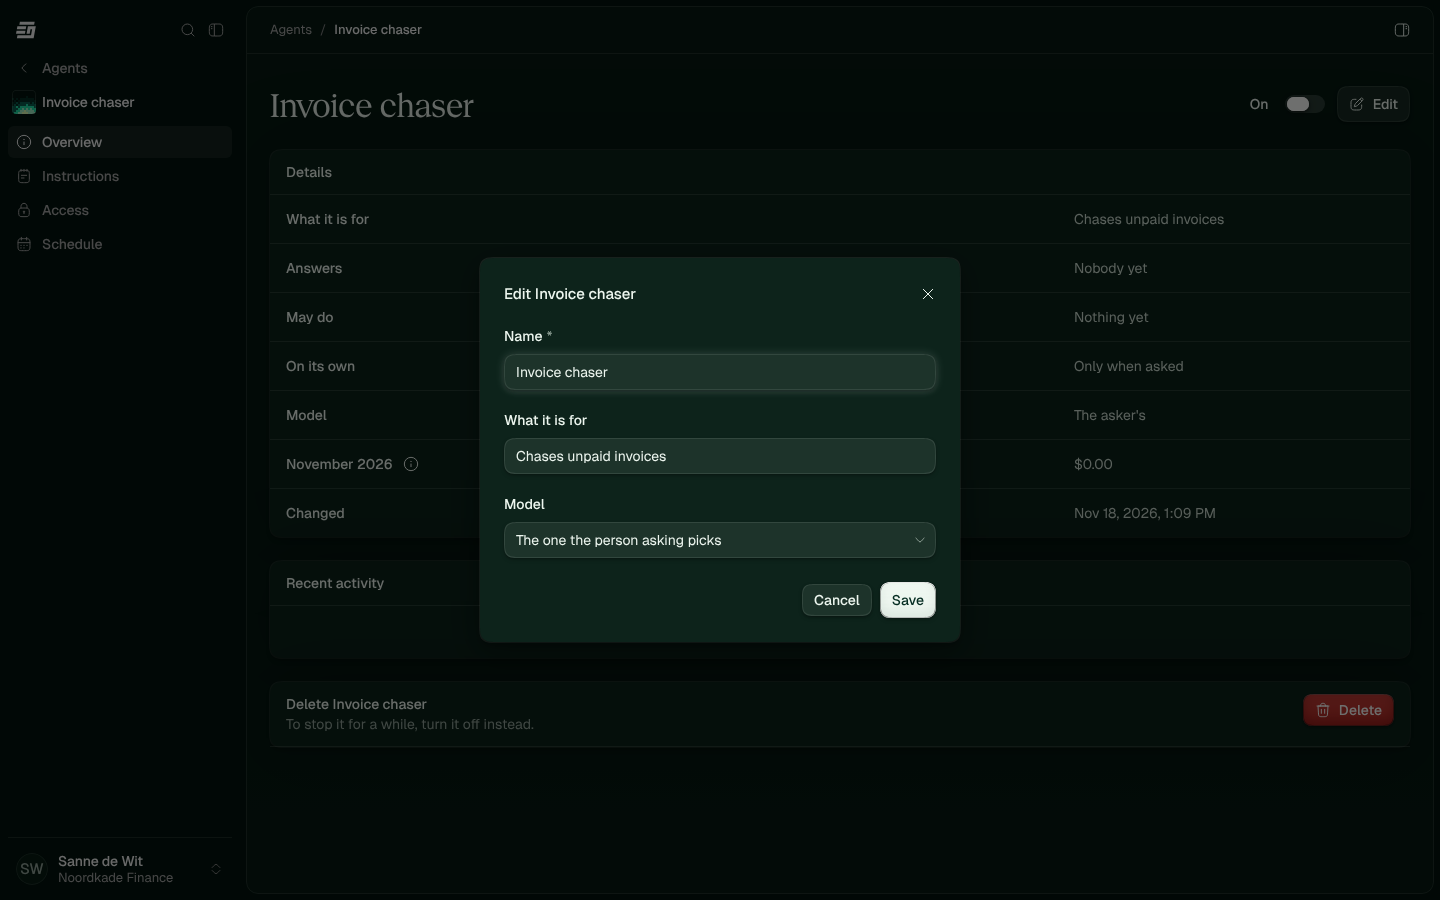 Agents / Invoice chaser
Agents
Invoice chaser
Overview
Instructions
Access
Schedule
Invoice chaser
On
Edit
Details
What it is for
Chases unpaid invoices
Answers
Nobody yet
May do
Nothing yet
On its own
Only when asked
Model
The asker's
November 2026
$0.00
Changed
Nov 18, 2026, 1:09 PM
Recent activity
Delete Invoice chaser
To stop it for a while, turn it off instead.
Delete
Edit Invoice chaser
Name *
Invoice chaser
What it is for
Chases unpaid invoices
Model
The one the person asking picks
Cancel
Save
SW
Sanne de Wit
Noordkade Finance